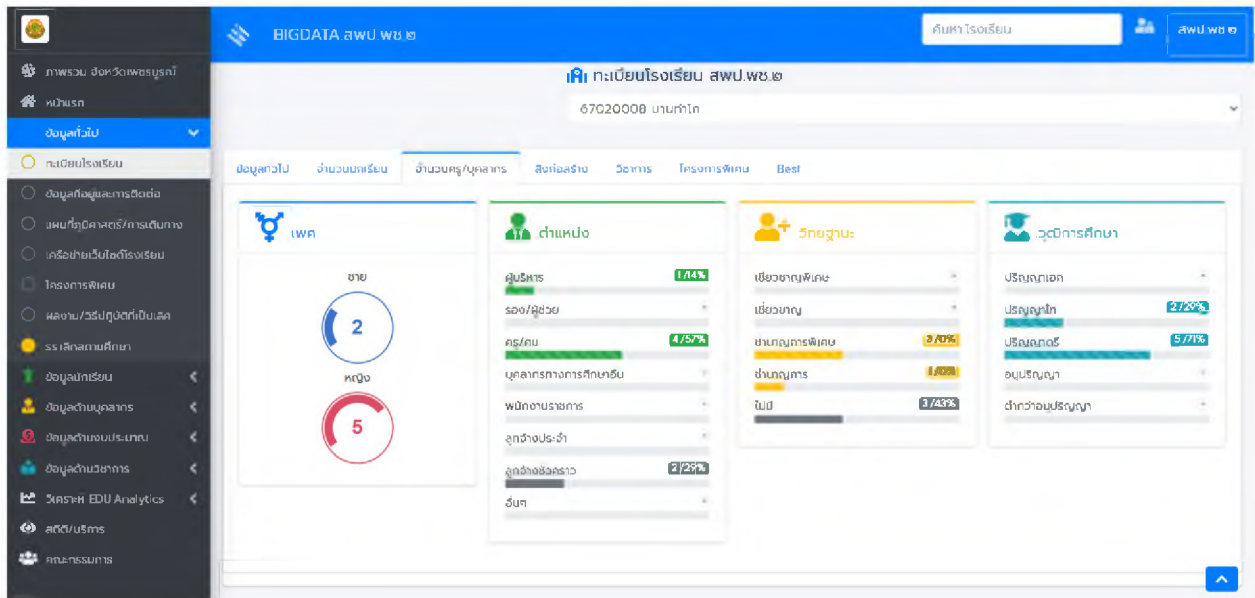 BIGDATA สพป.พช.๒
ค้นหาโรงเรียน
สพป.พช.๒
ภาพรวม จังหวัดเพชรบูรณ์
หน้าแรก
ข้อมูลทั่วไป
ทะเบียนโรงเรียน
ข้อมูลที่อยู่และการติดต่อ
แผนที่ภูมิศาสตร์/การเดินทาง
เครือข่ายเว็บไซต์โรงเรียน
โครงการพิเศษ
ผลงาน/วิธีปฏิบัติที่เป็นเลิศ
รร เลิกสถานศึกษา
ข้อมูลนักเรียน
ข้อมูลด้านบุคลากร
ข้อมูลด้านงบประมาณ
ข้อมูลด้านวิชาการ
วิเคราะห์ EDU Analytics
สถิติ/บริการ
คณะกรรมการ
ทะเบียนโรงเรียน สพป.พช.๒
67020008 บ้านท่าโก
ข้อมูลทั่วไป จำนวนนักเรียน จำนวนครู/บุคลากร สิ่งก่อสร้าง วิชาการ โครงการพิเศษ Best
เพศ
ชาย
2
หญิง
5
ตำแหน่ง
ผู้บริหาร 1/14%
รอง/ผู้ช่วย -
ครู/คน 4/57%
บุคลากรทางการศึกษาอื่น -
พนักงานราชการ -
ลูกจ้างประจำ -
ลูกจ้างชั่วคราว 2/29%
อื่นๆ -
วิทยฐานะ
เชี่ยวชาญพิเศษ -
เชี่ยวชาญ -
ชำนาญการพิเศษ 3/0%
ชำนาญการ
ไม่มี 3/43%
วุฒิการศึกษา
ปริญญาเอก -
ปริญญาโท 2/29%
ปริญญาตรี 5/71%
อนุปริญญา -
ต่ำกว่าอนุปริญญา -